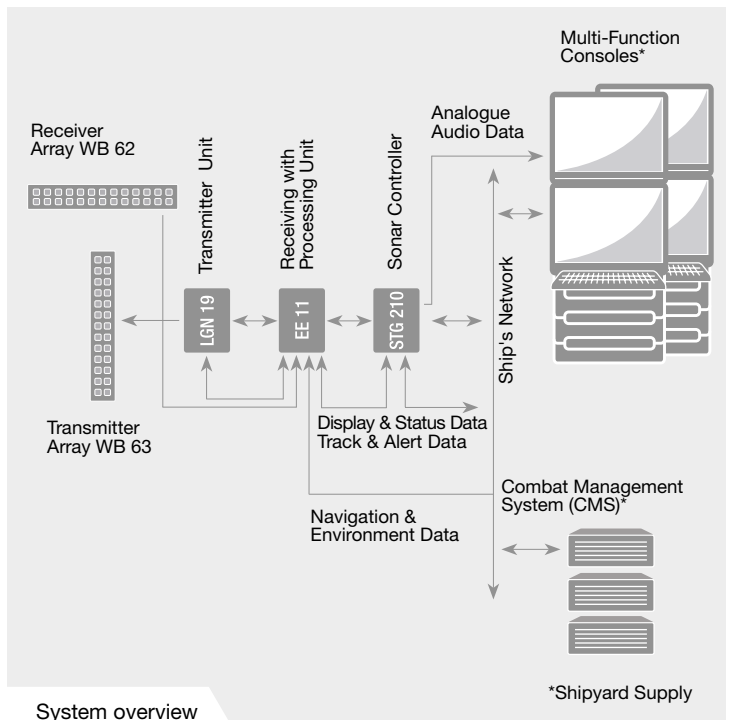 Multi-Function
Consoles*
Analogue
Audio Data
Receiver
Array WB 62
Transmitter Unit
Receiving with
Processing Unit
Sonar Controller
LGN 19
EE 11
STG 210
Ship's Network
Transmitter
Array WB 63
Display & Status Data
Track & Alert Data
Navigation &
Environment Data
Combat Management
System (CMS)*
*Shipyard Supply
System overview